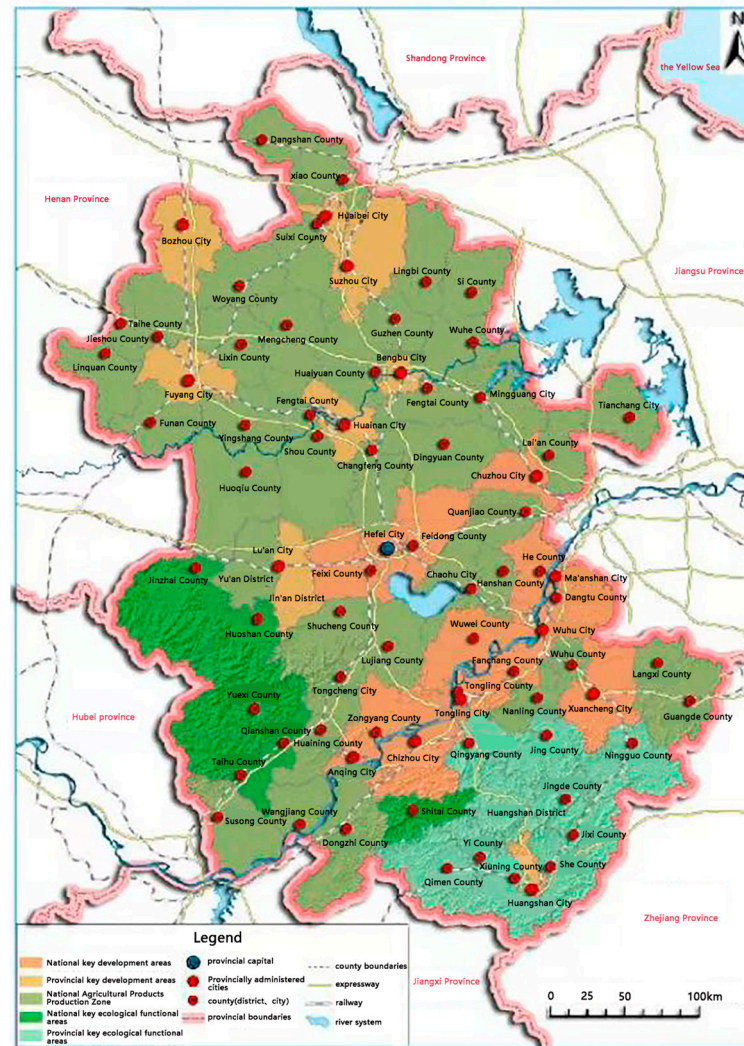 N
Shandong Province
the Yellow Sea
Dangshan County
xiao County
Henan Province
Huaibei City
Bozhou City
Suixi County
Jiangsu Province
Lingbi County
Suzhou City
Si County
Woyang County
Taihe County
Guzhen County
Mengcheng County
Jieshou County
Wuhe County
Lixin County
Linquan County
Bengbu City
Huaiyuan County
Fuyang City
Fengtai County
Mingguang City
Tianchang City
Fengtai County
Funan County
Huainan City
Yingshang County
Shou County
Dingyuan County
Lai'an County
Changfeng County
Chuzhou City
Huoqiu County
Quanjiao County
Hefei City
Feidong County
Lu'an City
He County
Jinzhai County
Yu'an District
Feixi County
Chaohu City
Hanshan County
Ma'anshan City
Jin'an District
Dangtu County
Huoshan County
Shucheng County
Wuwei County
Wuhu City
Lujiang County
Wuhu County
Fanchang County
Langxi County
Tongcheng City
Tongling County
Yuexi County
Tongling City
Nanling County
Xuancheng City
Guangde County
Hubei province
Qianshan County
Zongyang County
Huaining County
Qingyang County
Jing County
Ningguo City
Chizhou City
Taihu County
Anqing City
Jingde County
Shitai County
Huangshan District
Wangjiang County
Susong County
Jixi County
Dongzhi County
Yi County
Xiuning County
She County
Qimen County
Huangshan City
Zhejiang Province
Jiangxi Province
Legend
National key development areas
Provincial key development areas
National Agricultural Products
Production Zone
National key ecological functional
areas
Provincial key ecological functional
areas
pvincial capital
Provincially administered
cities
county(district, city)
provincial boundaries
county boundaries
expressway
railway
river system
0 25 50 100km